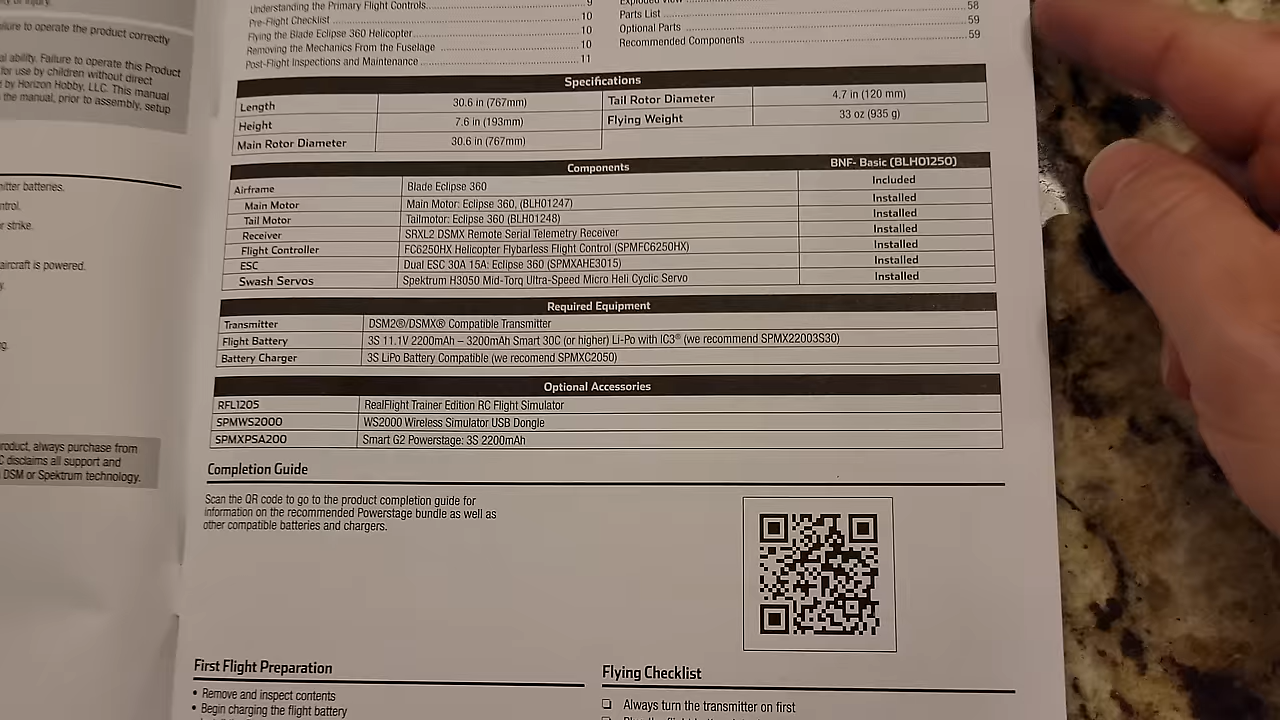 of injury.
failure to operate the product correctly
ability. Failure to operate this Product
for use by children without direct
by Horizon Hobby, LLC. This manual
the manual, prior to assembly, setup
batteries.
strike.
aircraft is powered.
product, always purchase from
disclaims all support and
DSM or Spektrum technology.
Understanding the Primary Flight Controls 9
Pre-Flight Checklist 10
Flying the Blade Eclipse 360 Helicopter 10
Removing the Mechanics From the Fuselage 10
Post-Flight Inspections and Maintenance 11
58
Parts List 59
Optional Parts 59
Recommended Components
Specifications
Length 30.6 in (767mm) Tail Rotor Diameter 4.7 in (120 mm)
Height 7.6 in (193mm) Flying Weight 33 oz (935 g)
Main Rotor Diameter 30.6 in (767mm)
Components BNF- Basic (BLH01250)
Airframe Blade Eclipse 360 Included
Main Motor Main Motor: Eclipse 360, (BLH01247) Installed
Tail Motor Tailmotor: Eclipse 360 (BLH01248) Installed
Receiver SRXL2 DSMX Remote Serial Telemetry Receiver Installed
Flight Controller FC6250HX Helicopter Flybarless Flight Control (SPMFC6250HX) Installed
ESC Dual ESC 30A 15A: Eclipse 360 (SPMXAHE3015) Installed
Swash Servos Spektrum H3050 Mid-Torq Ultra-Speed Micro Heli Cyclic Servo Installed
Required Equipment
Transmitter DSM2®/DSMX® Compatible Transmitter
Flight Battery 3S 11.1V 2200mAh – 3200mAh Smart 30C (or higher) Li-Po with IC3® (we recommend SPMX22003S30)
Battery Charger 3S LiPo Battery Compatible (we recomend SPMXC2050)
Optional Accessories
RFL1205 RealFlight Trainer Edition RC Flight Simulator
SPMWS2000 WS2000 Wireless Simulator USB Dongle
SPMXPSA200 Smart G2 Powerstage: 3S 2200mAh
Completion Guide
Scan the QR code to go to the product completion guide for
information on the recommended Powerstage bundle as well as
other compatible batteries and chargers.
First Flight Preparation
• Remove and inspect contents
• Begin charging the flight battery
Flying Checklist
❏ Always turn the transmitter on first